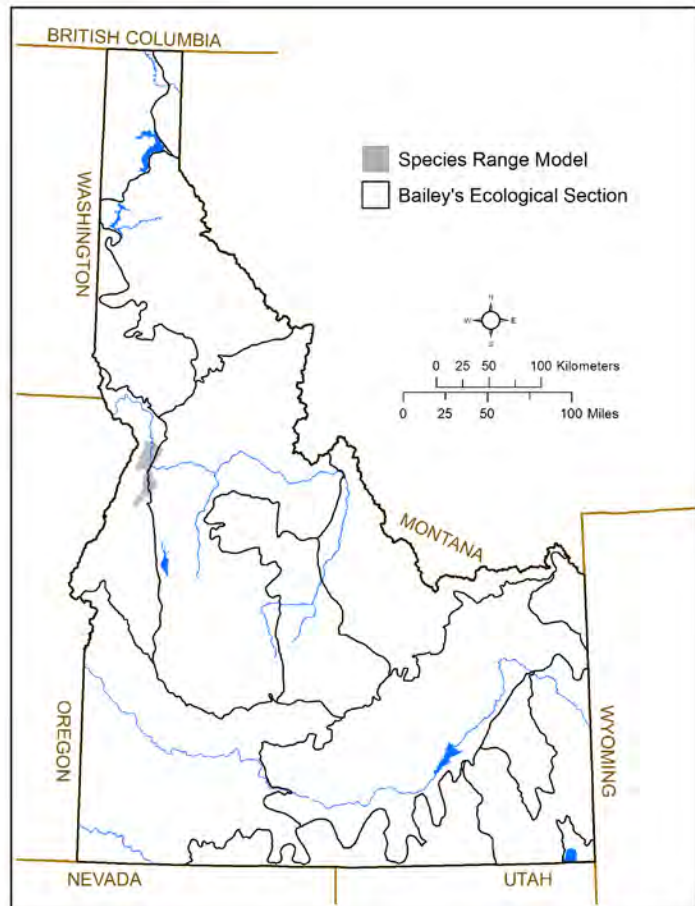 BRITISH COLUMBIA
WASHINGTON
Species Range Model
Bailey's Ecological Section
N
W E
S
0 25 50 100 Kilometers
0 25 50 100 Miles
MONTANA
OREGON
WYOMING
NEVADA
UTAH